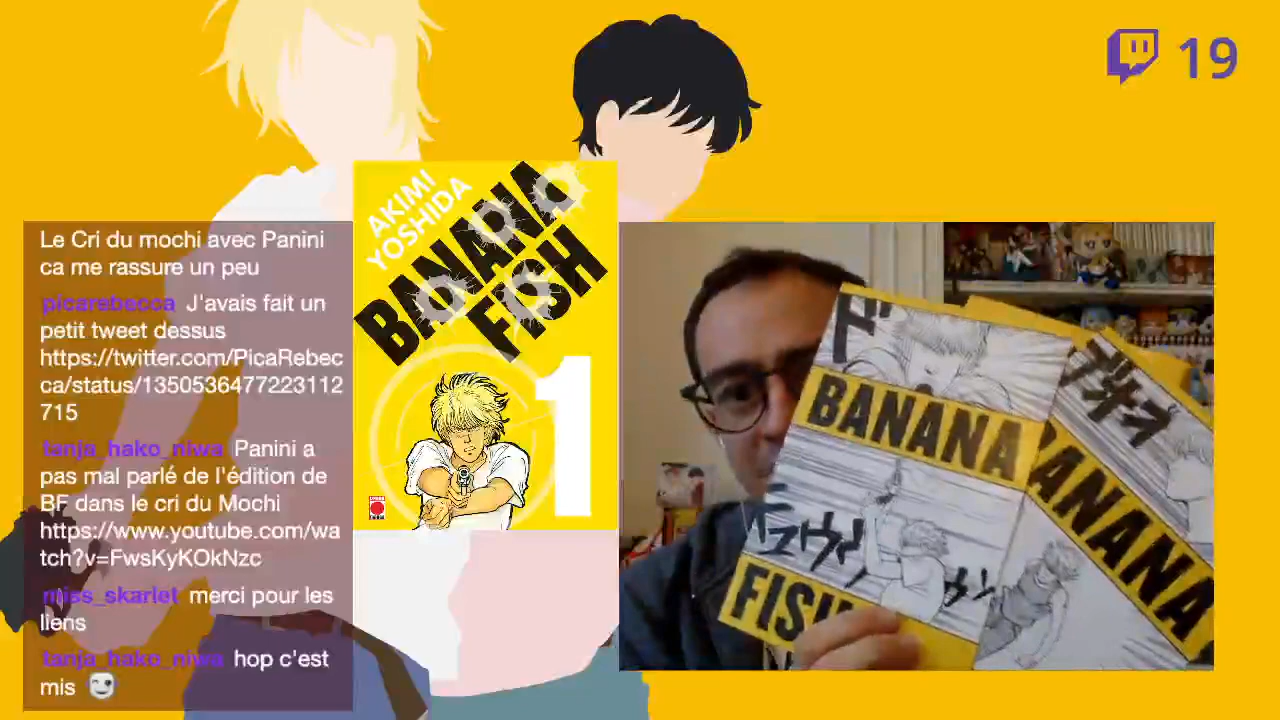 19
Le Cri du mochi avec Panini
ca me rassure un peu
picarebecca J'avais fait un
petit tweet dessus
https://twitter.com/PicaRebec
ca/status/1350536477223112
715
tanja_hako_niwa Panini a
pas mal parlé de l'édition de
BF dans le cri du Mochi
https://www.youtube.com/wa
tch?v=FwsKyKOkNzc
miss_skarlet merci pour les
liens
tanja_hako_niwa hop c'est
mis
AKIMI
YOSHIDA
BANANA
FISH
1
ド
BANANA
FISH
BANANA